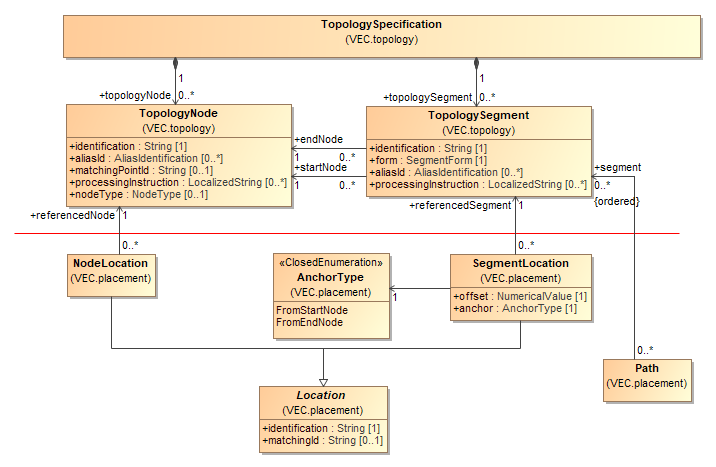 TopologySpecification
(VEC.topology)
1
1
+topologyNode
0..*
+topologySegment
0..*
TopologyNode
(VEC.topology)
+identification : String [1]
+aliasId : AliasIdentification [0..*]
+matchingPointId : String [0..1]
+processingInstruction : LocalizedString [0..*]
+nodeType : NodeType [0..1]
+endNode
1
0..*
+startNode
1
0..*
TopologySegment
(VEC.topology)
+identification : String [1]
+form : SegmentForm [1]
+aliasId : AliasIdentification [0..*]
+processingInstruction : LocalizedString [0..*]
+segment
0..*
{ordered}
+referencedNode
1
+referencedSegment
1
0..*
0..*
NodeLocation
(VEC.placement)
«ClosedEnumeration»
AnchorType
(VEC.placement)
FromStartNode
FromEndNode
1
SegmentLocation
(VEC.placement)
+offset : NumericalValue [1]
+anchor : AnchorType [1]
0..*
Path
(VEC.placement)
Location
(VEC.placement)
+identification : String [1]
+matchingId : String [0..1]